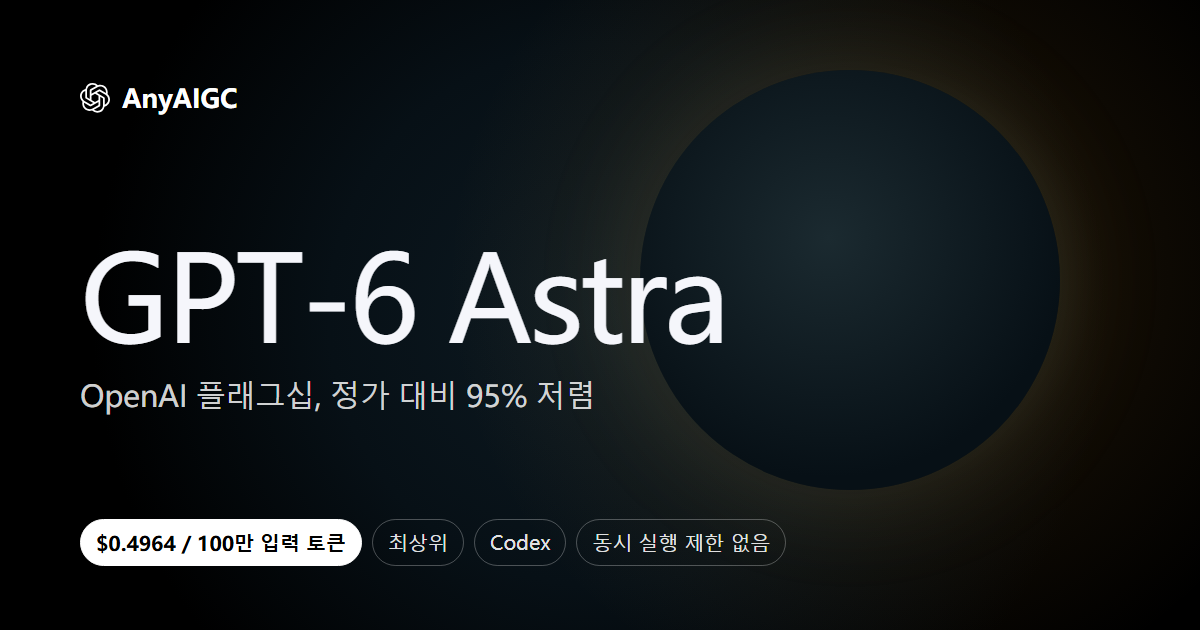 AnyAIGC
GPT-6 Astra
OpenAI 플래그십, 정가 대비 95% 저렴
$0.4964 / 100만 입력 토큰
최상위
Codex
동시 실행 제한 없음